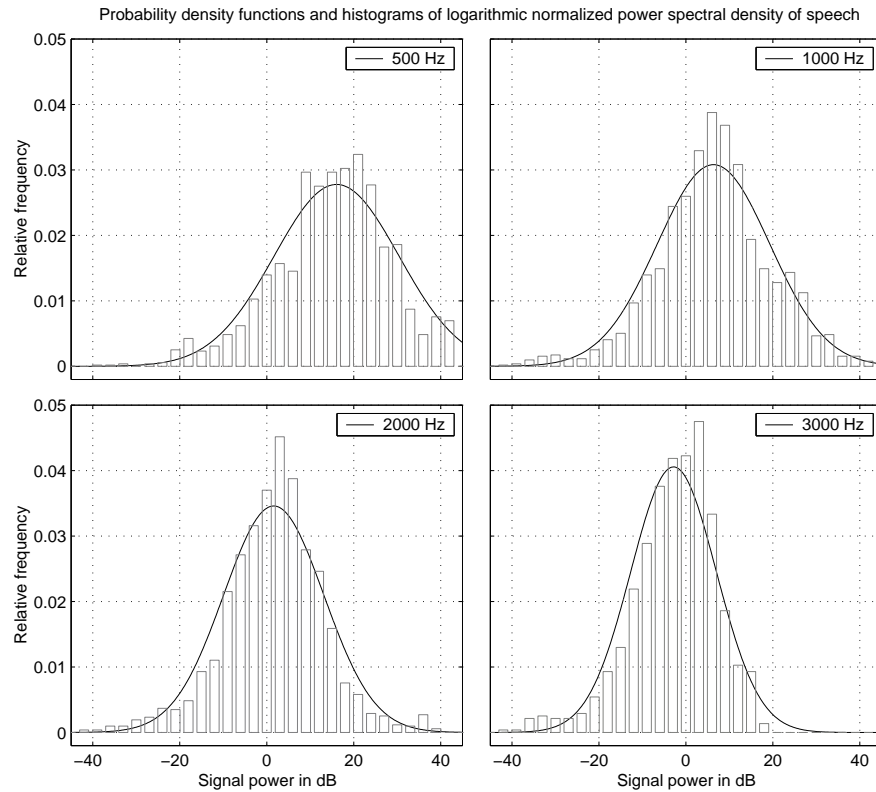 Probability density functions and histograms of logarithmic normalized power spectral density of speech
0.05
0.04
0.03
0.02
0.01
0
Relative frequency
500 Hz
1000 Hz
0.05
0.04
0.03
0.02
0.01
0
Relative frequency
2000 Hz
3000 Hz
−40 −20 0 20 40
Signal power in dB
−40 −20 0 20 40
Signal power in dB